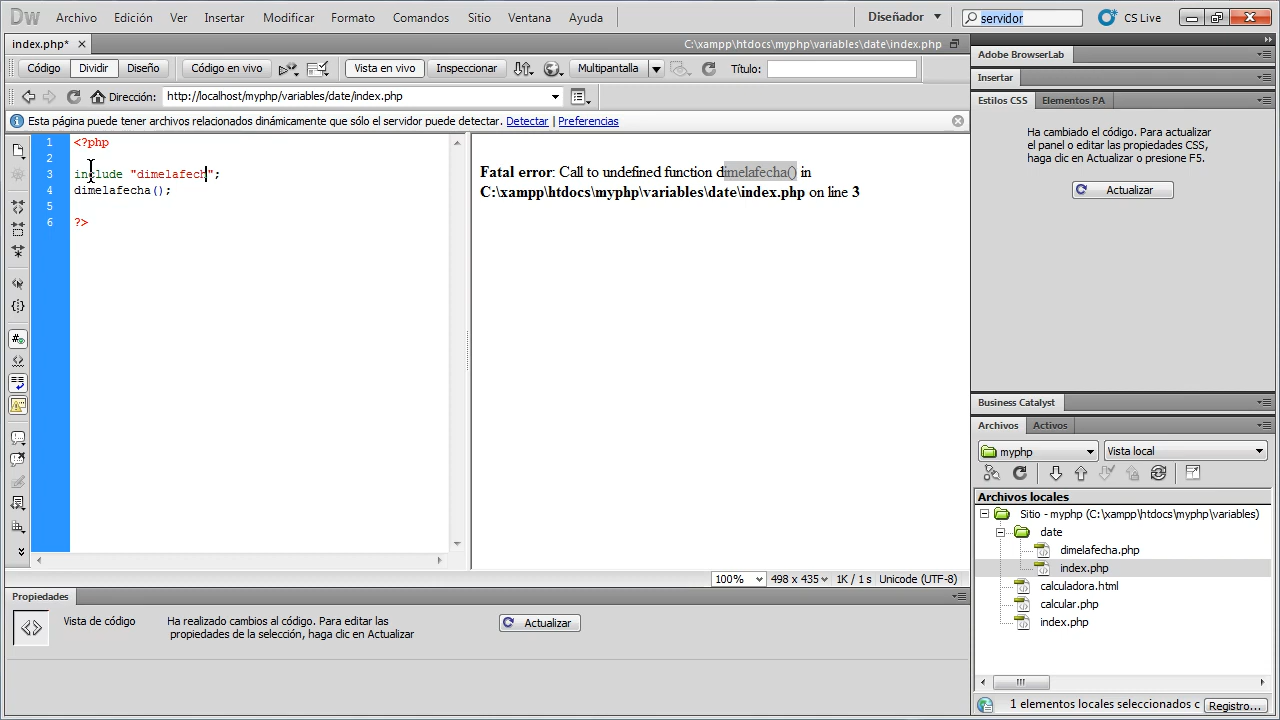 Dw Archivo Edición Ver Insertar Modificar Formato Comandos Sitio Ventana Ayuda Diseñador servidor CS Live
index.php* C:\xampp\htdocs\myphp\variables\date\index.php
Código Dividir Diseño Código en vivo Vista en vivo Inspeccionar Multipantalla Título:
Dirección: http://localhost/myphp/variables/date/index.php
Esta página puede tener archivos relacionados dinámicamente que sólo el servidor puede detectar. Detectar | Preferencias
1 <?php
2
3 include "dimelafech";
4 dimelafecha();
5
6 ?>
Fatal error: Call to undefined function dimelafecha() in
C:\xampp\htdocs\myphp\variables\date\index.php on line 3
100% 498 x 435 1K / 1 s Unicode (UTF-8)
Propiedades
Vista de código
Ha realizado cambios al código. Para editar las
propiedades de la selección, haga clic en Actualizar
Actualizar
Adobe BrowserLab
Insertar
Estilos CSS Elementos PA
Ha cambiado el código. Para actualizar
el panel o editar las propiedades CSS,
haga clic en Actualizar o presione F5.
Actualizar
Business Catalyst
Archivos Activos
myphp Vista local
Archivos locales
Sitio - myphp (C:\xampp\htdocs\myphp\variables)
date
dimelafecha.php
index.php
calculadora.html
calcular.php
index.php
1 elementos locales seleccionados c Registro...